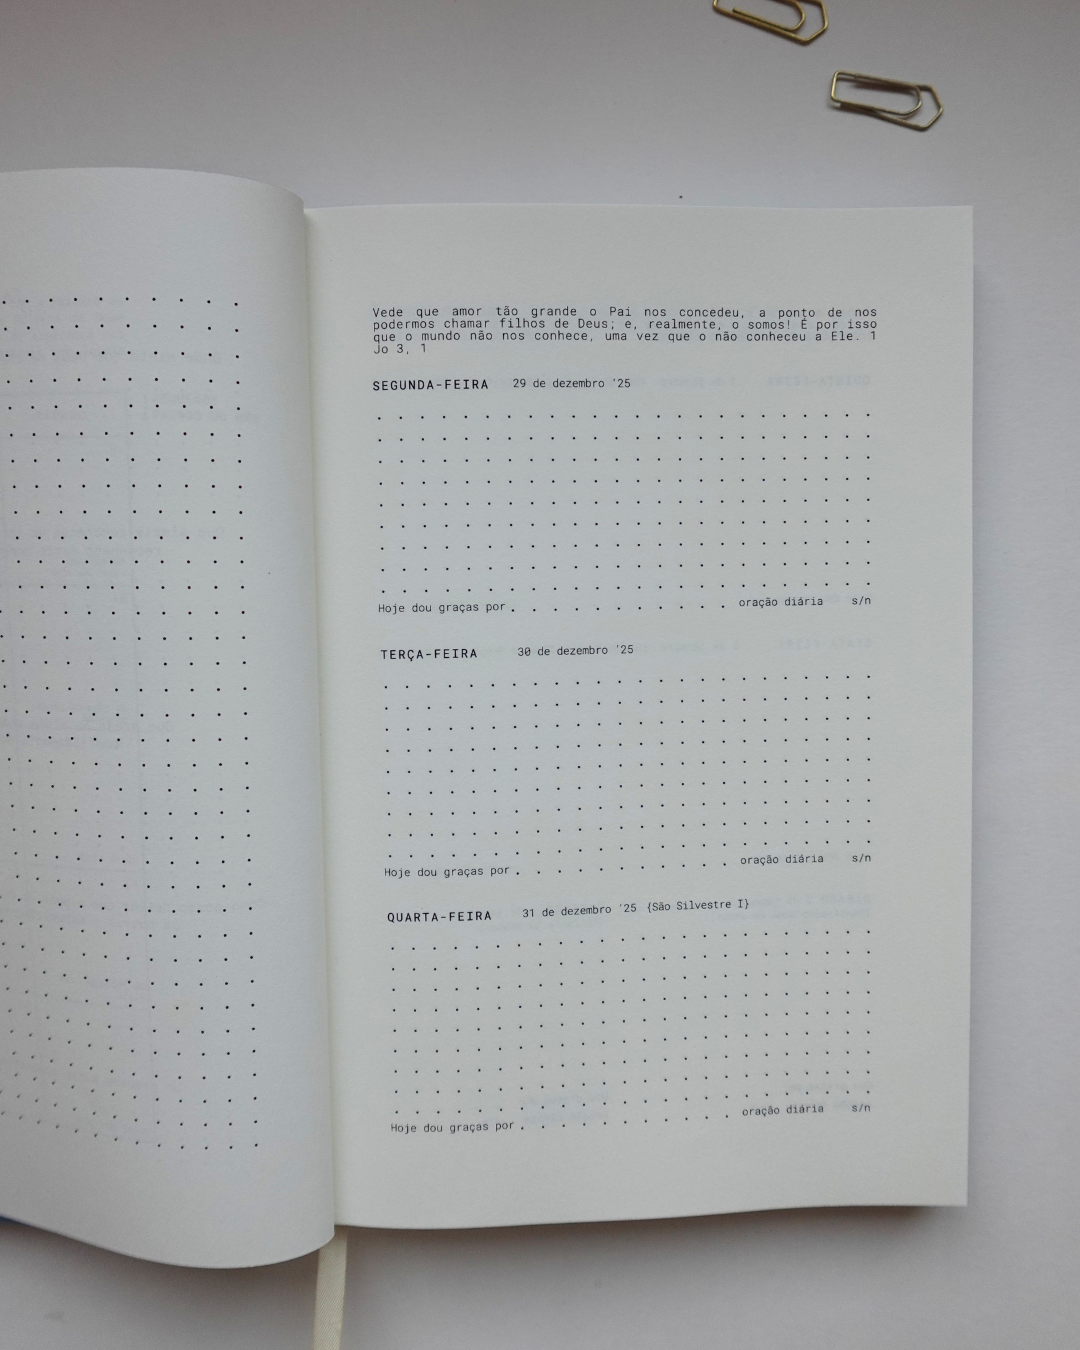 Vede que amor tão grande o Pai nos concedeu, a ponto de nos
podermos chamar filhos de Deus; e, realmente, o somos! É por isso
que o mundo não nos conhece, uma vez que o não conheceu a Ele. 1
Jo 3, 1
SEGUNDA-FEIRA 29 de dezembro '25
Hoje dou graças por . . . . . . . . . . . oração diária s/n
TERÇA-FEIRA 30 de dezembro '25
Hoje dou graças por . . . . . . . . . . . oração diária s/n
QUARTA-FEIRA 31 de dezembro '25 {São Silvestre I}
Hoje dou graças por . . . . . . . . . . . oração diária s/n